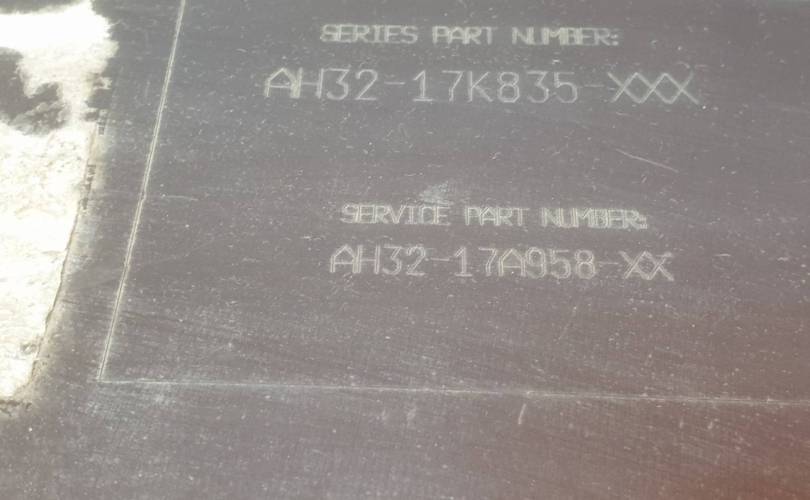 SERIES PART NUMBER:
AH32-17K835-XXX
SERVICE PART NUMBER:
AH32-17A958-XX